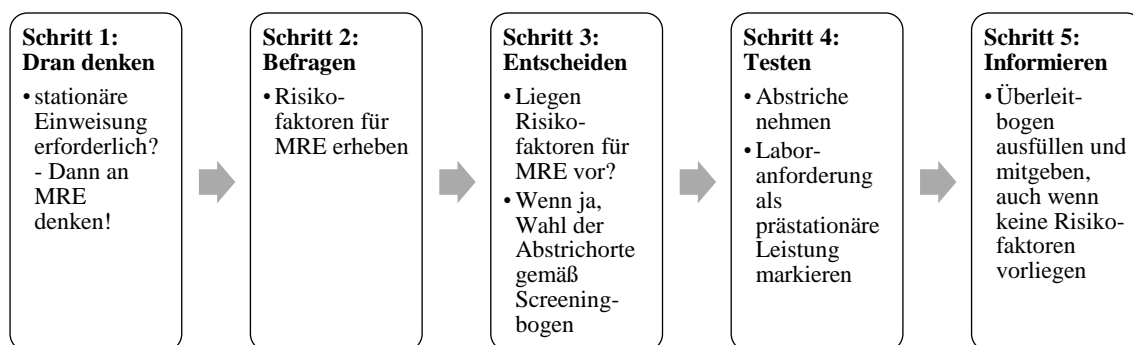 Schritt 1:
Dran denken
• stationäre
Einweisung
erforderlich?
- Dann an
MRE
denken!
Schritt 2:
Befragen
• Risiko-
faktoren für
MRE erheben
Schritt 3:
Entscheiden
• Liegen
Risiko-
faktoren für
MRE vor?
• Wenn ja,
Wahl der
Abstrichorte
gemäß
Screening-
bogen
Schritt 4:
Testen
• Abstriche
nehmen
• Labor-
anforderung
als
prästationäre
Leistung
markieren
Schritt 5:
Informieren
• Überleit-
bogen
ausfüllen und
mitgeben,
auch wenn
keine Risiko-
faktoren
vorliegen